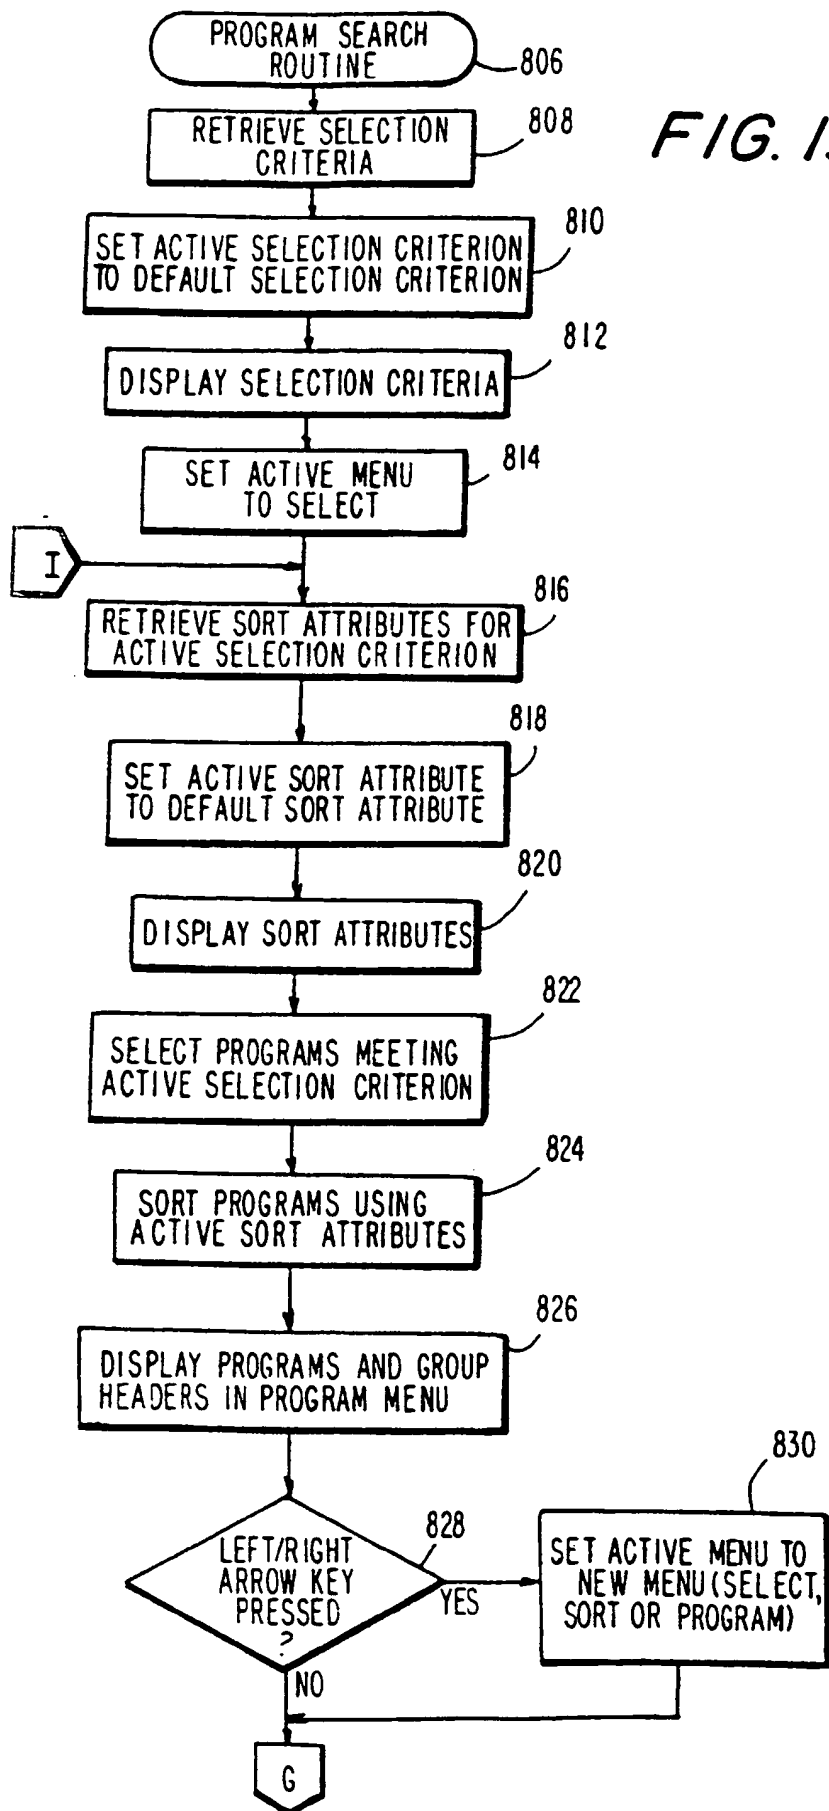 PROGRAM SEARCH
ROUTINE
806
FIG. 1
RETRIEVE SELECTION
CRITERIA
808
SET ACTIVE SELECTION CRITERION
TO DEFAULT SELECTION CRITERION
810
DISPLAY SELECTION CRITERIA
812
SET ACTIVE MENU
TO SELECT
814
I
RETRIEVE SORT ATTRIBUTES FOR
ACTIVE SELECTION CRITERION
816
SET ACTIVE SORT ATTRIBUTE
TO DEFAULT SORT ATTRIBUTE
818
DISPLAY SORT ATTRIBUTES
820
SELECT PROGRAMS MEETING
ACTIVE SELECTION CRITERION
822
SORT PROGRAMS USING
ACTIVE SORT ATTRIBUTES
824
DISPLAY PROGRAMS AND GROUP
HEADERS IN PROGRAM MENU
826
LEFT/RIGHT
ARROW KEY
PRESSED
?
828
YES
SET ACTIVE MENU TO
NEW MENU (SELECT,
SORT OR PROGRAM)
830
NO
G